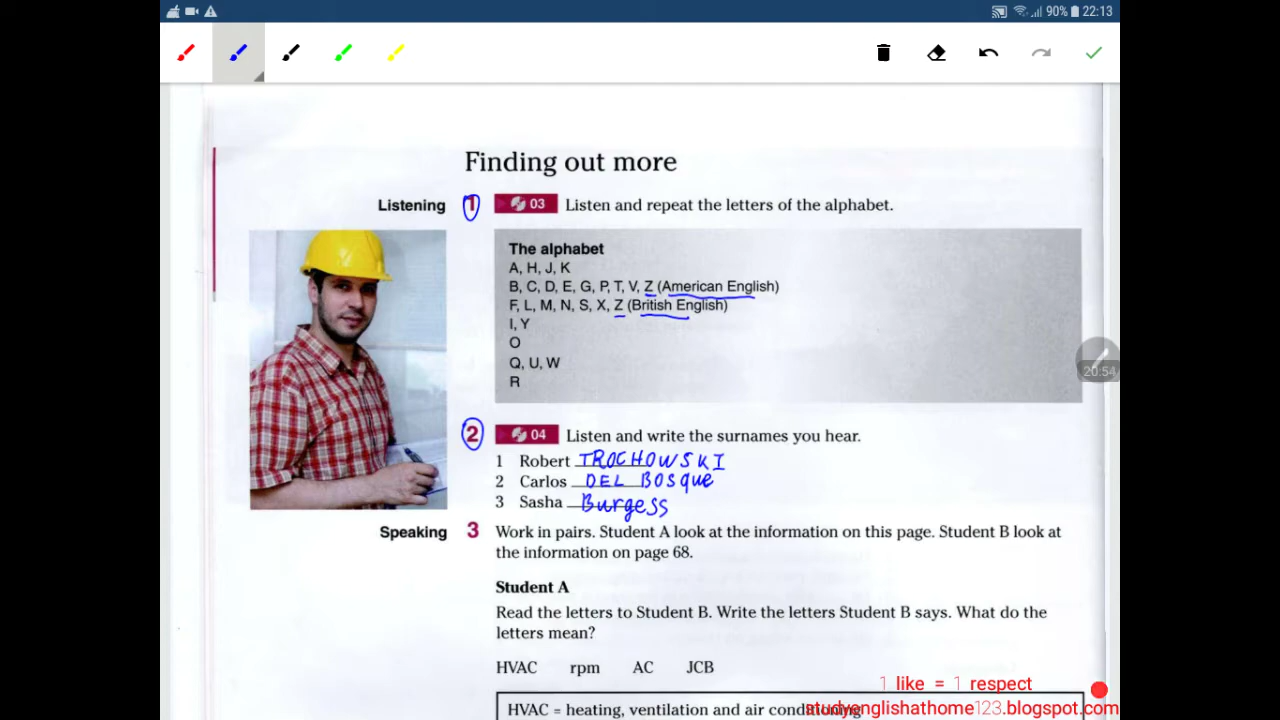 90% 22:13
Finding out more
Listening 1 03 Listen and repeat the letters of the alphabet.
The alphabet
A, H, J, K
B, C, D, E, G, P, T, V, Z (American English)
F, L, M, N, S, X, Z (British English)
I, Y
O
Q, U, W
R
20:54
2 04 Listen and write the surnames you hear.
1 Robert TROCHOWSKI
2 Carlos DEL BOSque
3 Sasha Burgess
Speaking 3 Work in pairs. Student A look at the information on this page. Student B look at
the information on page 68.
Student A
Read the letters to Student B. Write the letters Student B says. What do the
letters mean?
HVAC rpm AC JCB
1 like = 1 respect
HVAC = heating, ventilation and air conditioning
studyenglishathome123.blogspot.com